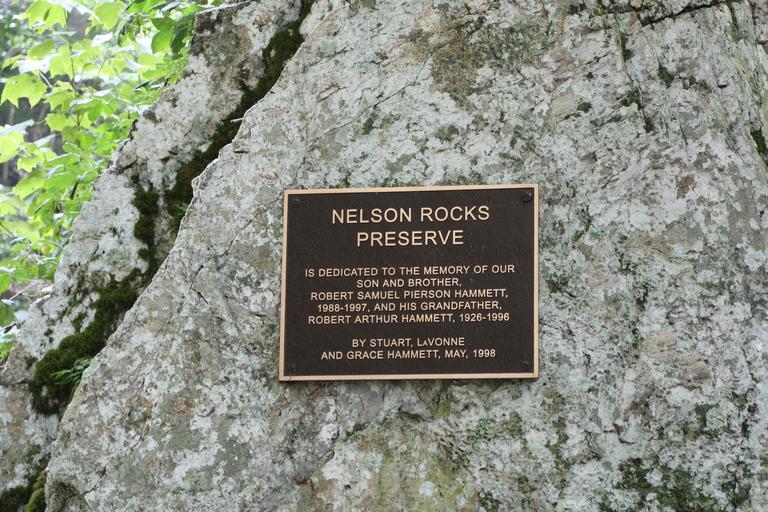 NELSON ROCKS
PRESERVE
IS DEDICATED TO THE MEMORY OF OUR
SON AND BROTHER,
ROBERT SAMUEL PIERSON HAMMETT,
1988-1997, AND HIS GRANDFATHER,
ROBERT ARTHUR HAMMETT, 1926-1996
BY STUART, LAVONNE
AND GRACE HAMMETT, MAY, 1998